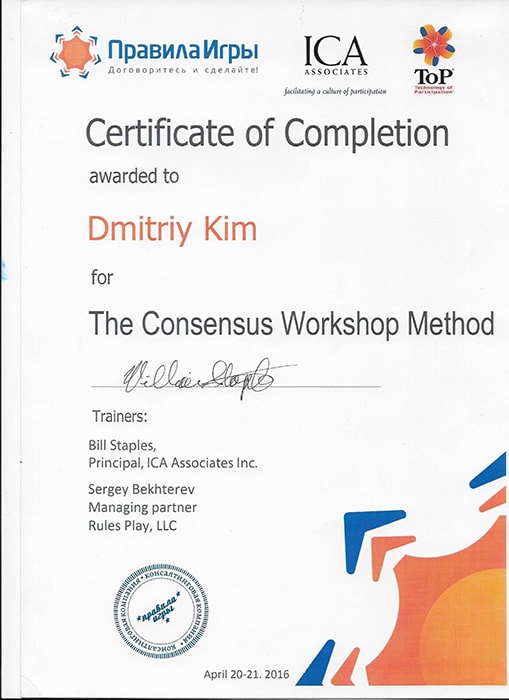 ПравилаИгры
Договоритесь и сделайте!
ICA
ASSOCIATES
facilitating a culture of participation
ToP
Technology of
Participation
Certificate of Completion
awarded to
Dmitriy Kim
for
The Consensus Workshop Method
Trainers:
Bill Staples,
Principal, ICA Associates Inc.
Sergey Bekhterev
Managing partner
Rules Play, LLC
• консалтинговая компания • консалтинговая компания
правила
игры
April 20-21. 2016